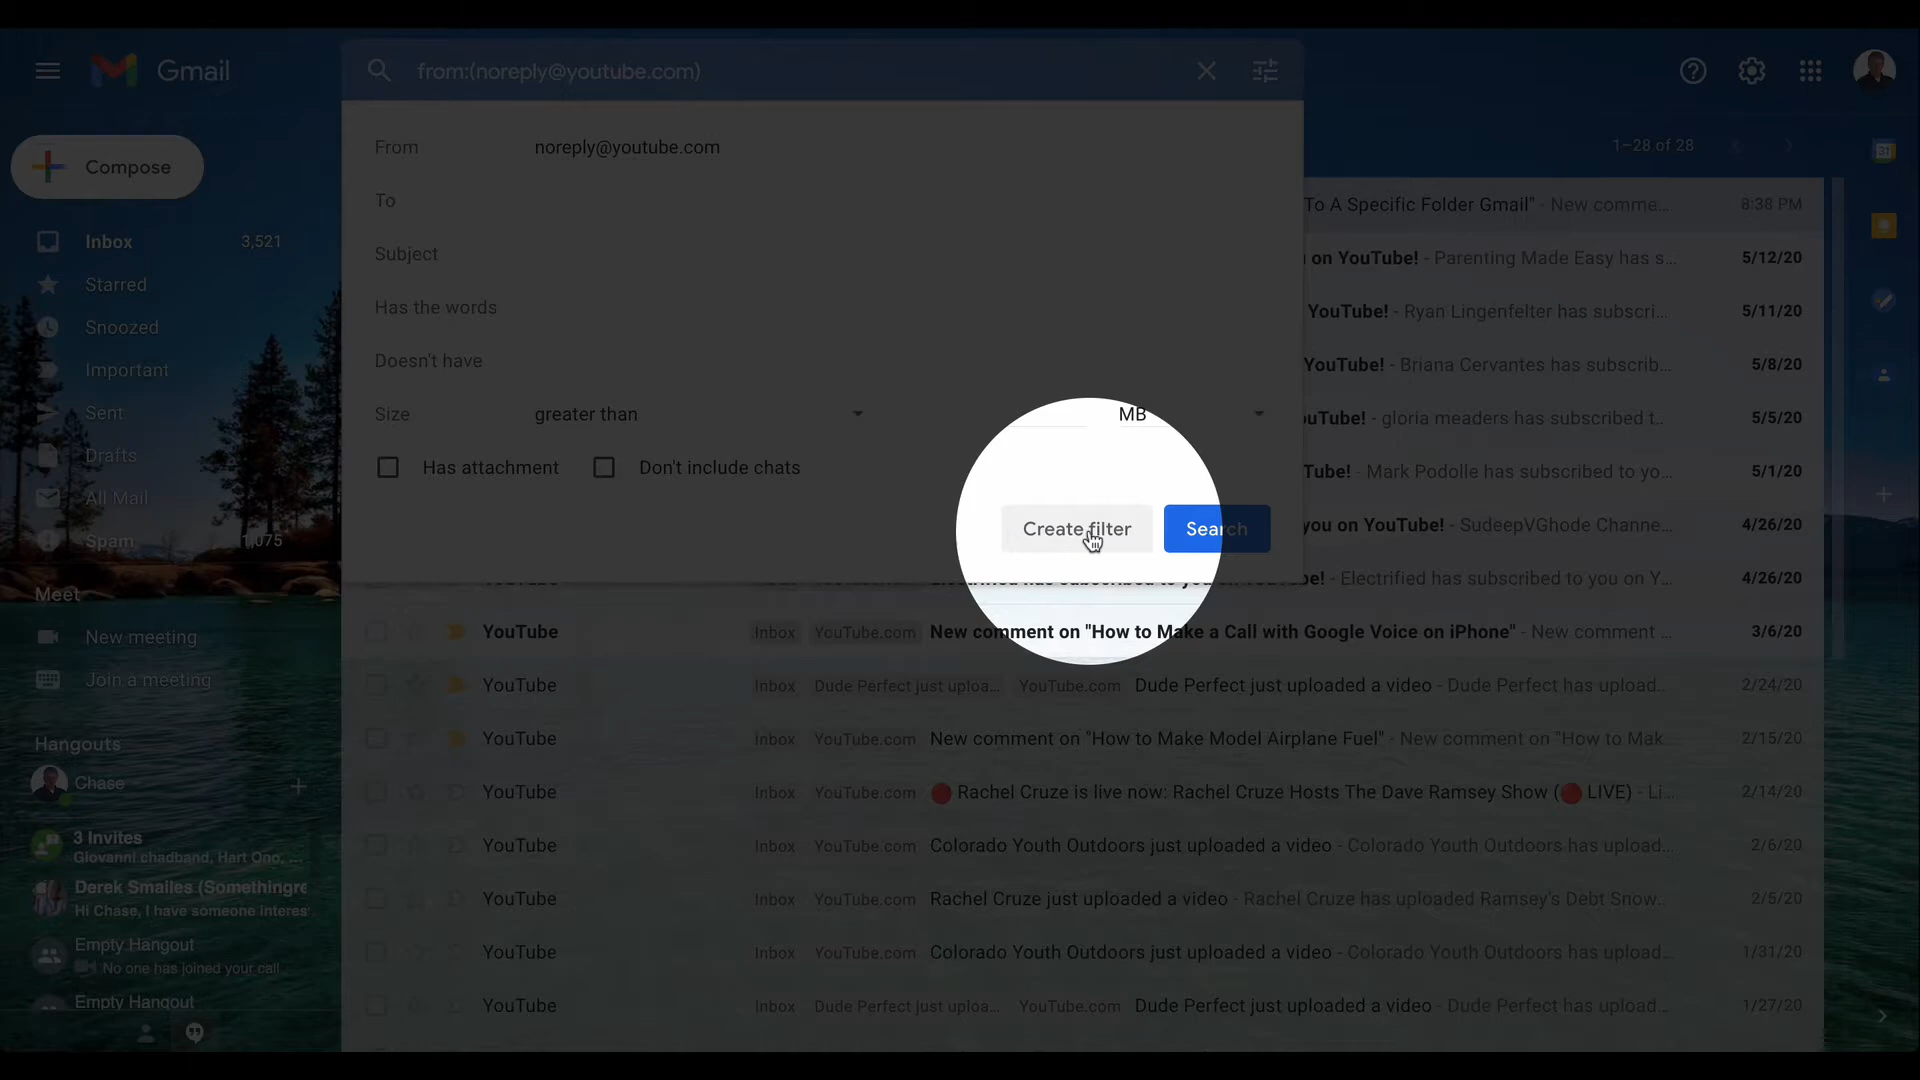 Gmail
from:(noreply@youtube.com)
Compose
Inbox 3,521
Starred
Snoozed
Important
Sent
Drafts
All Mail
Spam 1,075
Meet
New meeting
Join a meeting
Hangouts
Chase
3 Invites
Giovanni chadband, Hart Ono, ...
Derek Smalles (Somethingre
Hi Chase, I have someone interes
Empty Hangout
No one has joined your call
Empty Hangout
From noreply@youtube.com
To
Subject
Has the words
Doesn't have
Size greater than MB
Has attachment Don't include chats
Create filter Search
1–28 of 28
31
To A Specific Folder Gmail" - New comme... 8:38 PM
on YouTube! - Parenting Made Easy has s... 5/12/20
YouTube! - Ryan Lingenfelter has subscri... 5/11/20
YouTube! - Briana Cervantes has subscrib... 5/8/20
uTube! - gloria meaders has subscribed t... 5/5/20
Tube! - Mark Podolle has subscribed to yo... 5/1/20
you on YouTube! - SudeepVGhode Channe... 4/26/20
Electrified has subscribed to you on YouTube! - Electrified has subscribed to you on Y... 4/26/20
YouTube Inbox YouTube.com New comment on "How to Make a Call with Google Voice on iPhone" - New comment ... 3/6/20
YouTube Inbox Dude Perfect just uploa... YouTube.com Dude Perfect just uploaded a video - Dude Perfect has upload... 2/24/20
YouTube Inbox YouTube.com New comment on "How to Make Model Airplane Fuel" - New comment on "How to Mak... 2/15/20
YouTube Inbox YouTube.com 🔴 Rachel Cruze is live now: Rachel Cruze Hosts The Dave Ramsey Show (🔴 LIVE) - Li... 2/14/20
YouTube Inbox YouTube.com Colorado Youth Outdoors just uploaded a video - Colorado Youth Outdoors has upload... 2/6/20
YouTube Inbox YouTube.com Rachel Cruze just uploaded a video - Rachel Cruze has uploaded Ramsey's Debt Snow... 2/5/20
YouTube Inbox YouTube.com Colorado Youth Outdoors just uploaded a video - Colorado Youth Outdoors has upload... 1/31/20
YouTube Inbox Dude Perfect just uploa... YouTube.com Dude Perfect just uploaded a video - Dude Perfect has upload... 1/27/20